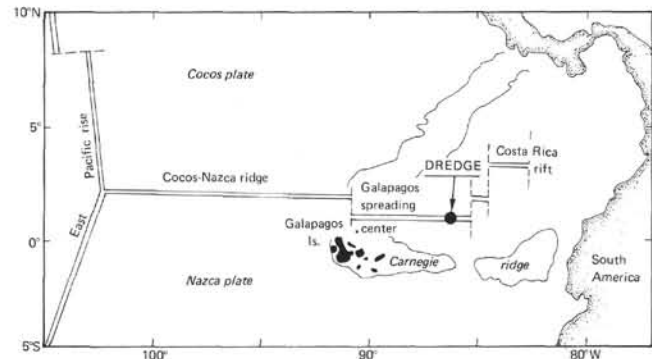 10°N
Cocos plate
5°
Pacific rise
East
Costa Rica
rift
DREDGE
Cocos-Nazca ridge
Galapagos
spreading
center
Galapagos
Is.
0°
Carnegie
ridge
South
America
Nazca plate
5°S
100°
90°
80°W